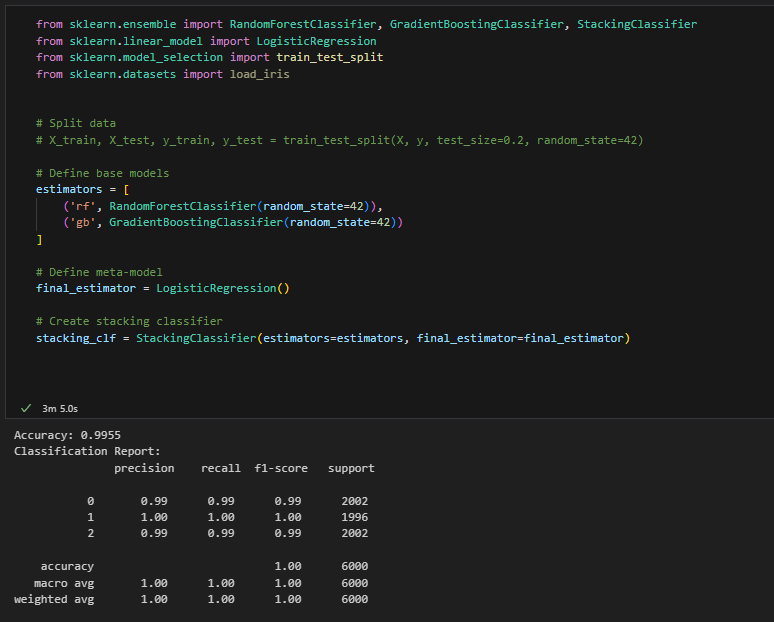 from sklearn.ensemble import RandomForestClassifier, GradientBoostingClassifier, StackingClassifier
from sklearn.linear_model import LogisticRegression
from sklearn.model_selection import train_test_split
from sklearn.datasets import load_iris
# Split data
# X_train, X_test, y_train, y_test = train_test_split(X, y, test_size=0.2, random_state=42)
# Define base models
estimators = [
    ('rf', RandomForestClassifier(random_state=42)),
    ('gb', GradientBoostingClassifier(random_state=42))
]
# Define meta-model
final_estimator = LogisticRegression()
# Create stacking classifier
stacking_clf = StackingClassifier(estimators=estimators, final_estimator=final_estimator)
✓ 3m 5.0s
Accuracy: 0.9955
Classification Report:
              precision    recall  f1-score   support
           0       0.99      0.99      0.99      2002
           1       1.00      1.00      1.00      1996
           2       0.99      0.99      0.99      2002
    accuracy                           1.00      6000
   macro avg       1.00      1.00      1.00      6000
weighted avg       1.00      1.00      1.00      6000